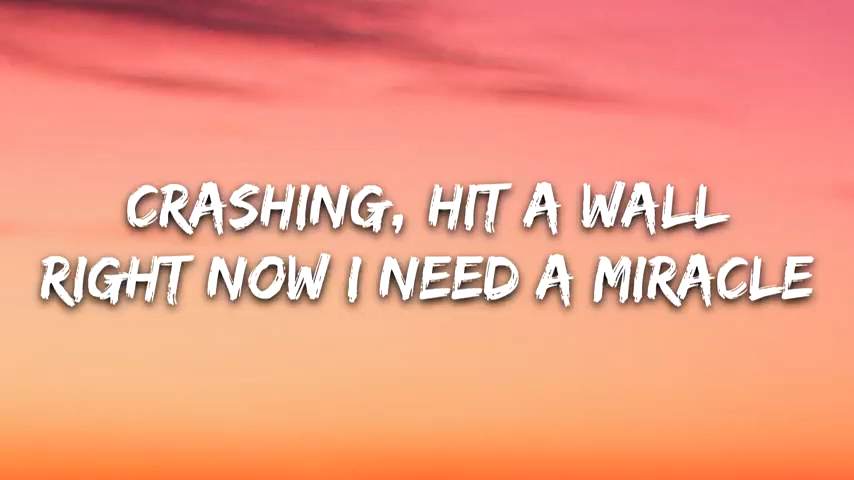 CRASHING, HIT A WALL
RIGHT NOW I NEED A MIRACLE